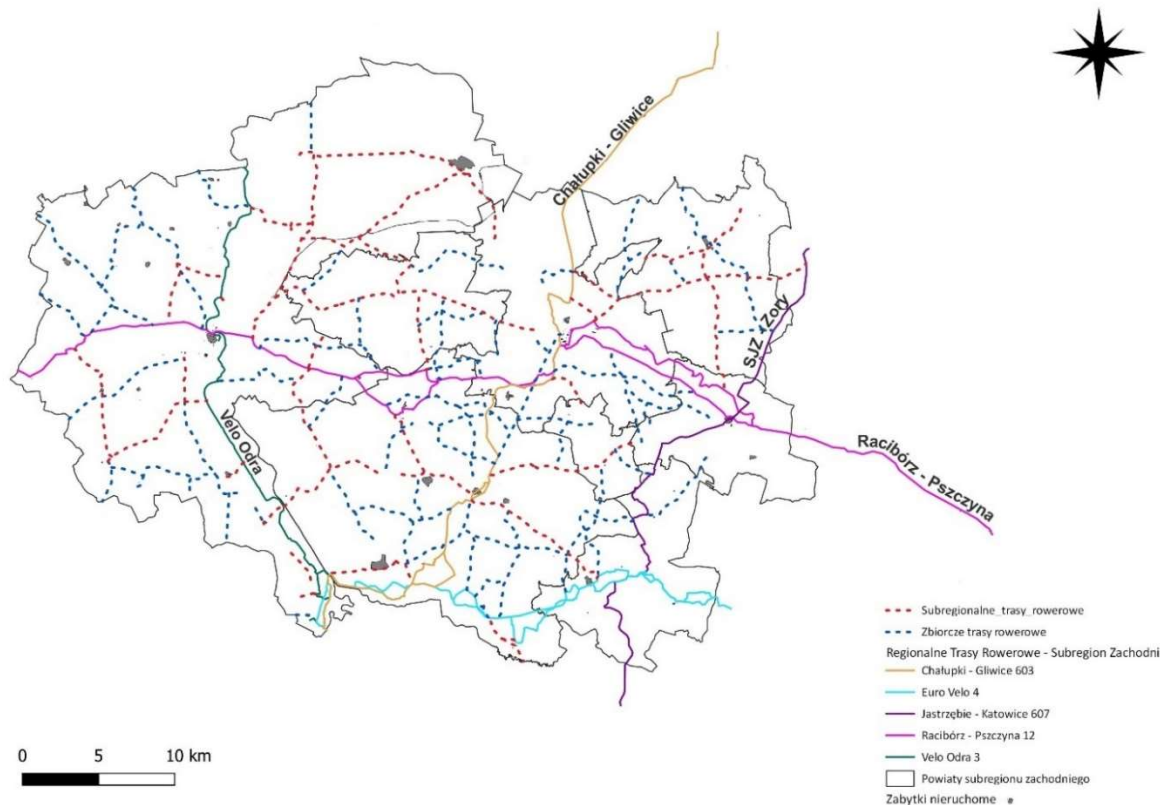 Chałupki - Gliwice
SJZ - Żory
Velo Odra
Racibórz - Pszczyna
Subregionalne_trasy_rowerowe
Zbiorcze trasy rowerowe
Regionalne Trasy Rowerowe - Subregion Zachodni
Chałupki - Gliwice 603
Euro Velo 4
Jastrzębie - Katowice 607
Racibórz - Pszczyna 12
Velo Odra 3
Powiaty subregionu zachodniego
Zabytki nieruchome
0 5 10 km